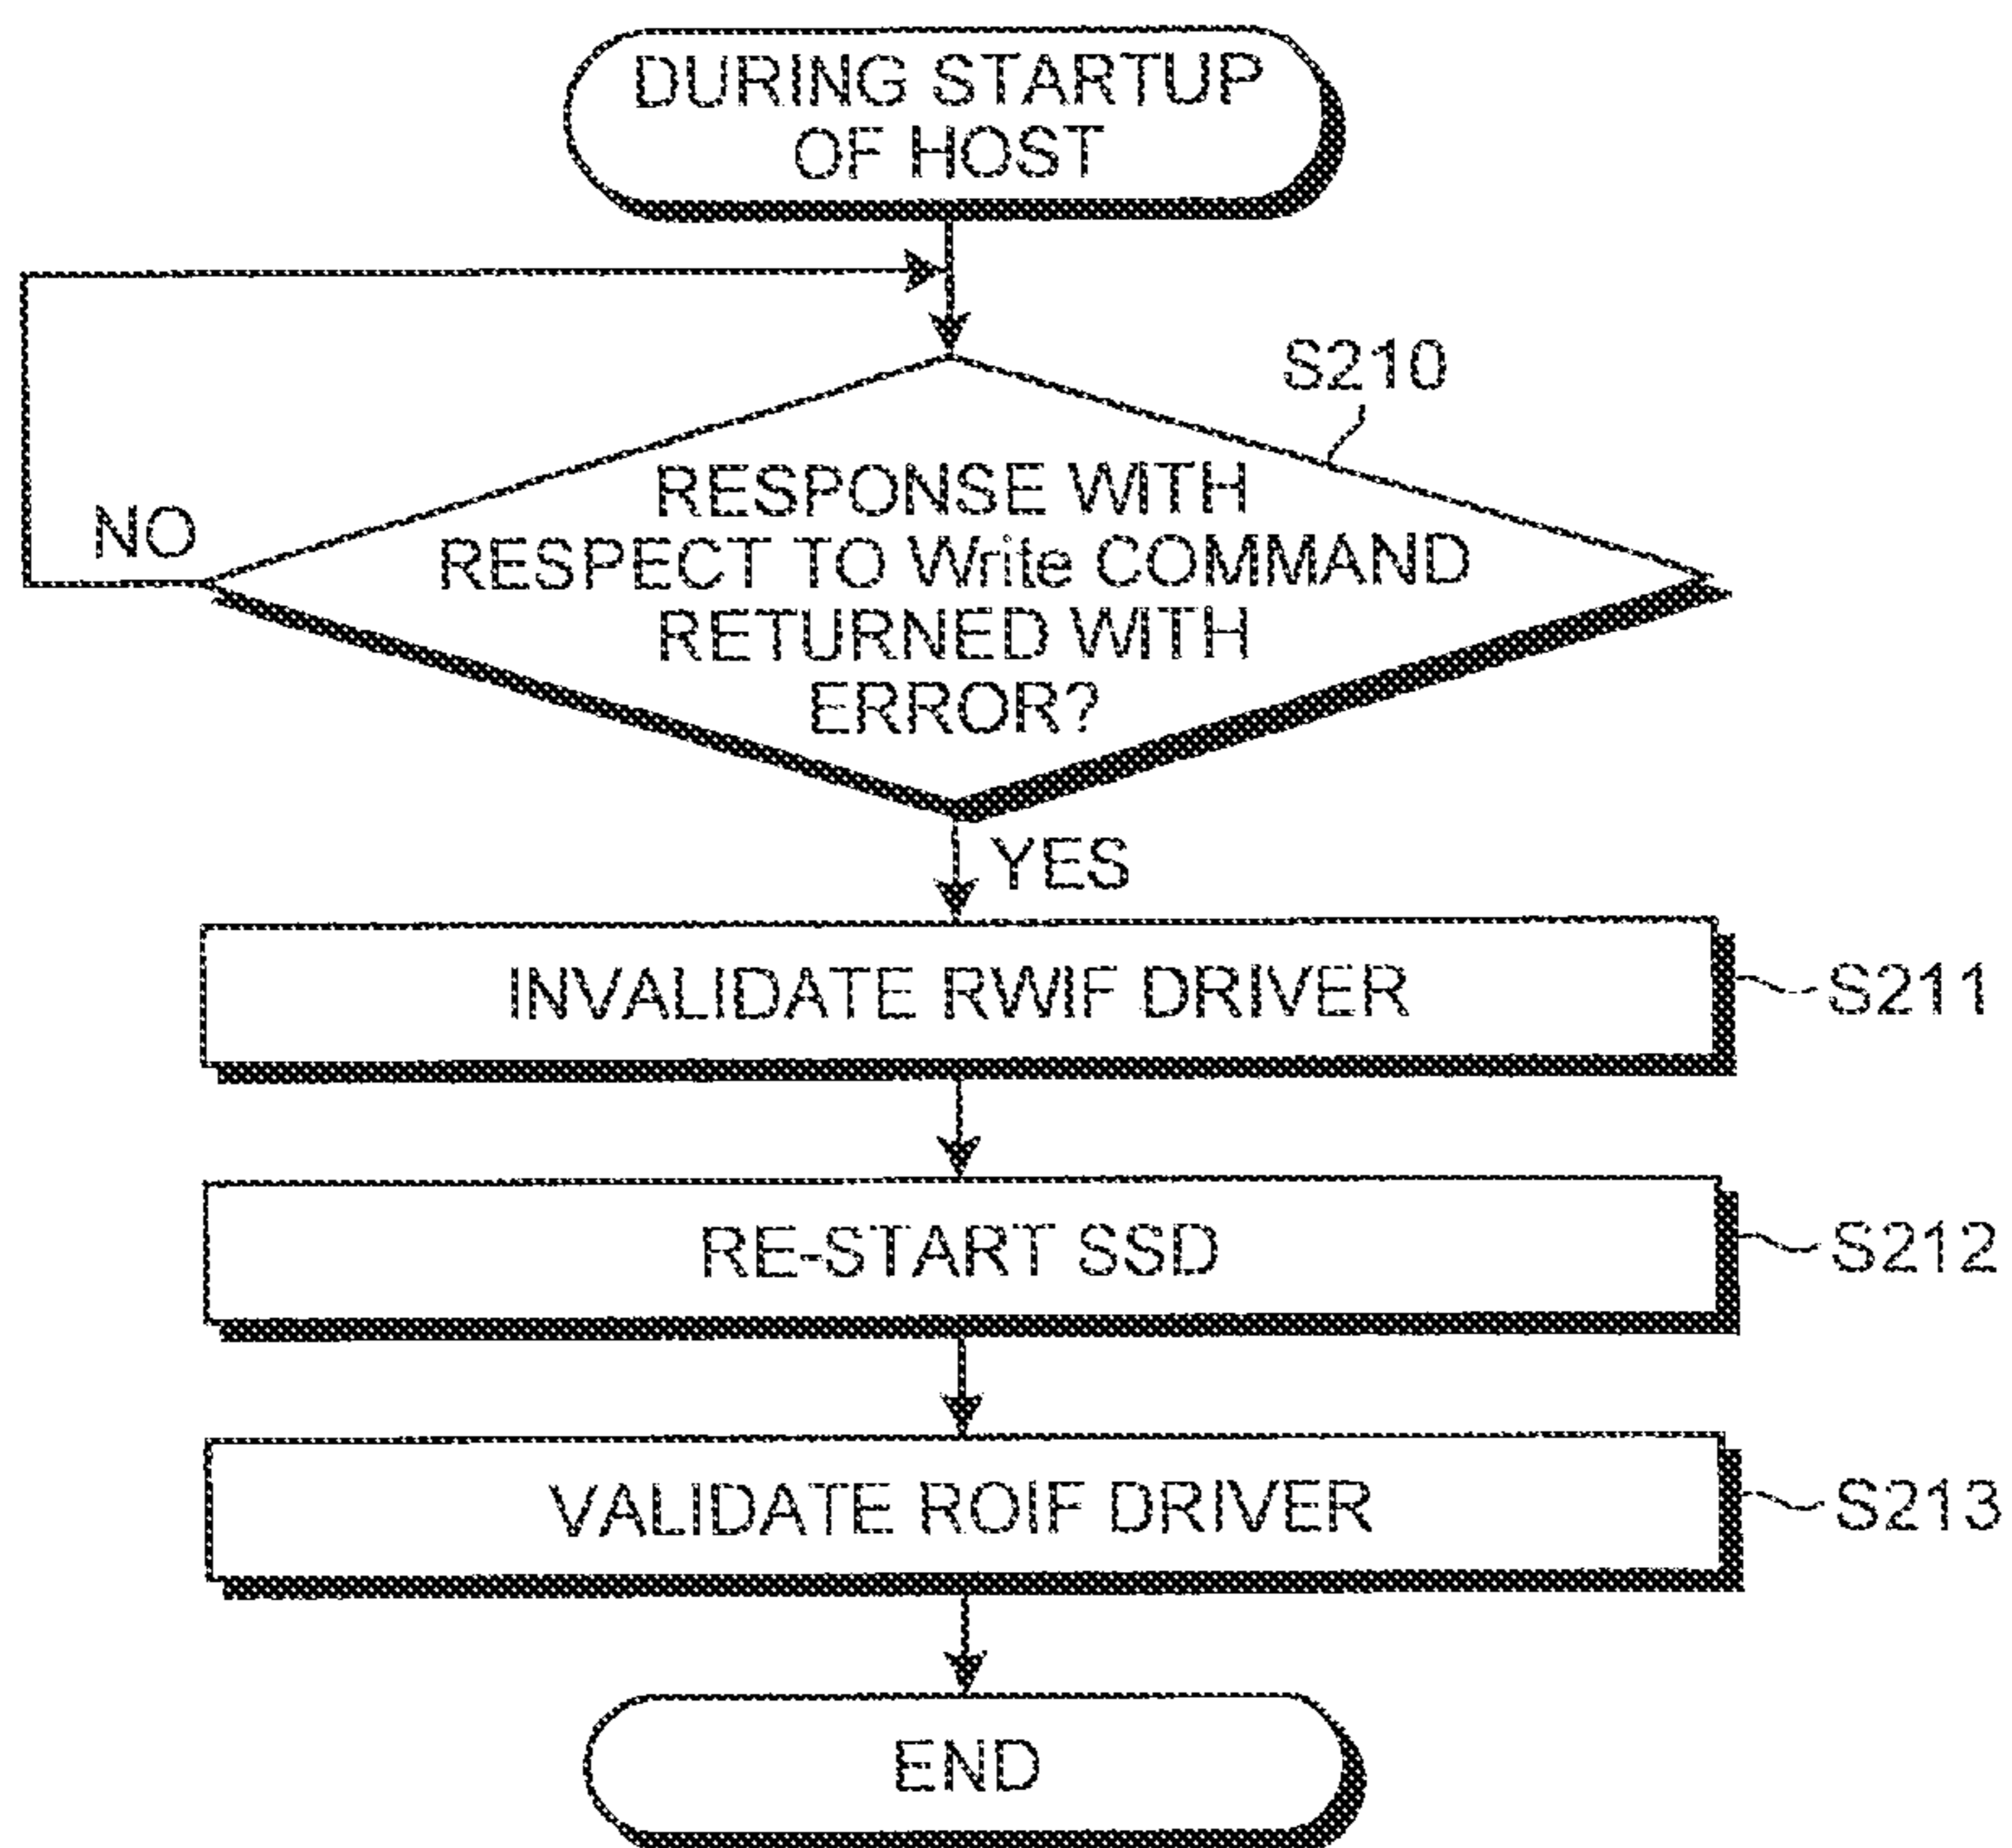 DURING STARTUP
OF HOST
S210
RESPONSE WITH
RESPECT TO Write COMMAND
RETURNED WITH
ERROR?
NO
YES
INVALIDATE RWIF DRIVER
S211
RE-START SSD
S212
VALIDATE ROIF DRIVER
S213
END